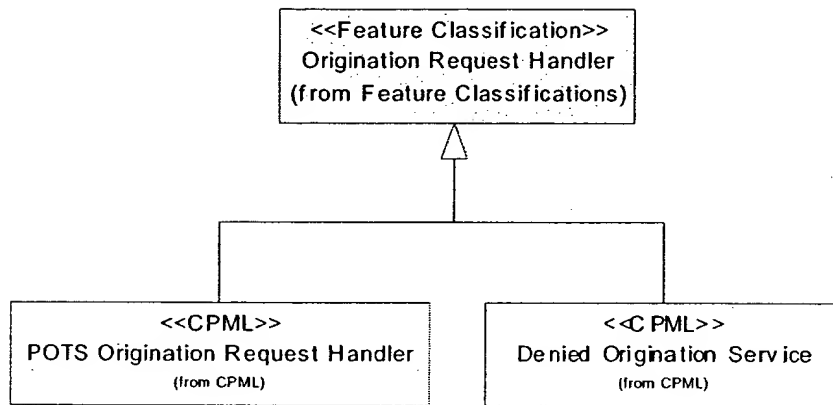 <<Feature Classification>>
Origination Request Handler
(from Feature Classifications)
<<CPML>>
POTS Origination Request Handler
(from CPML)
<<CPML>>
Denied Origination Service
(from CPML)